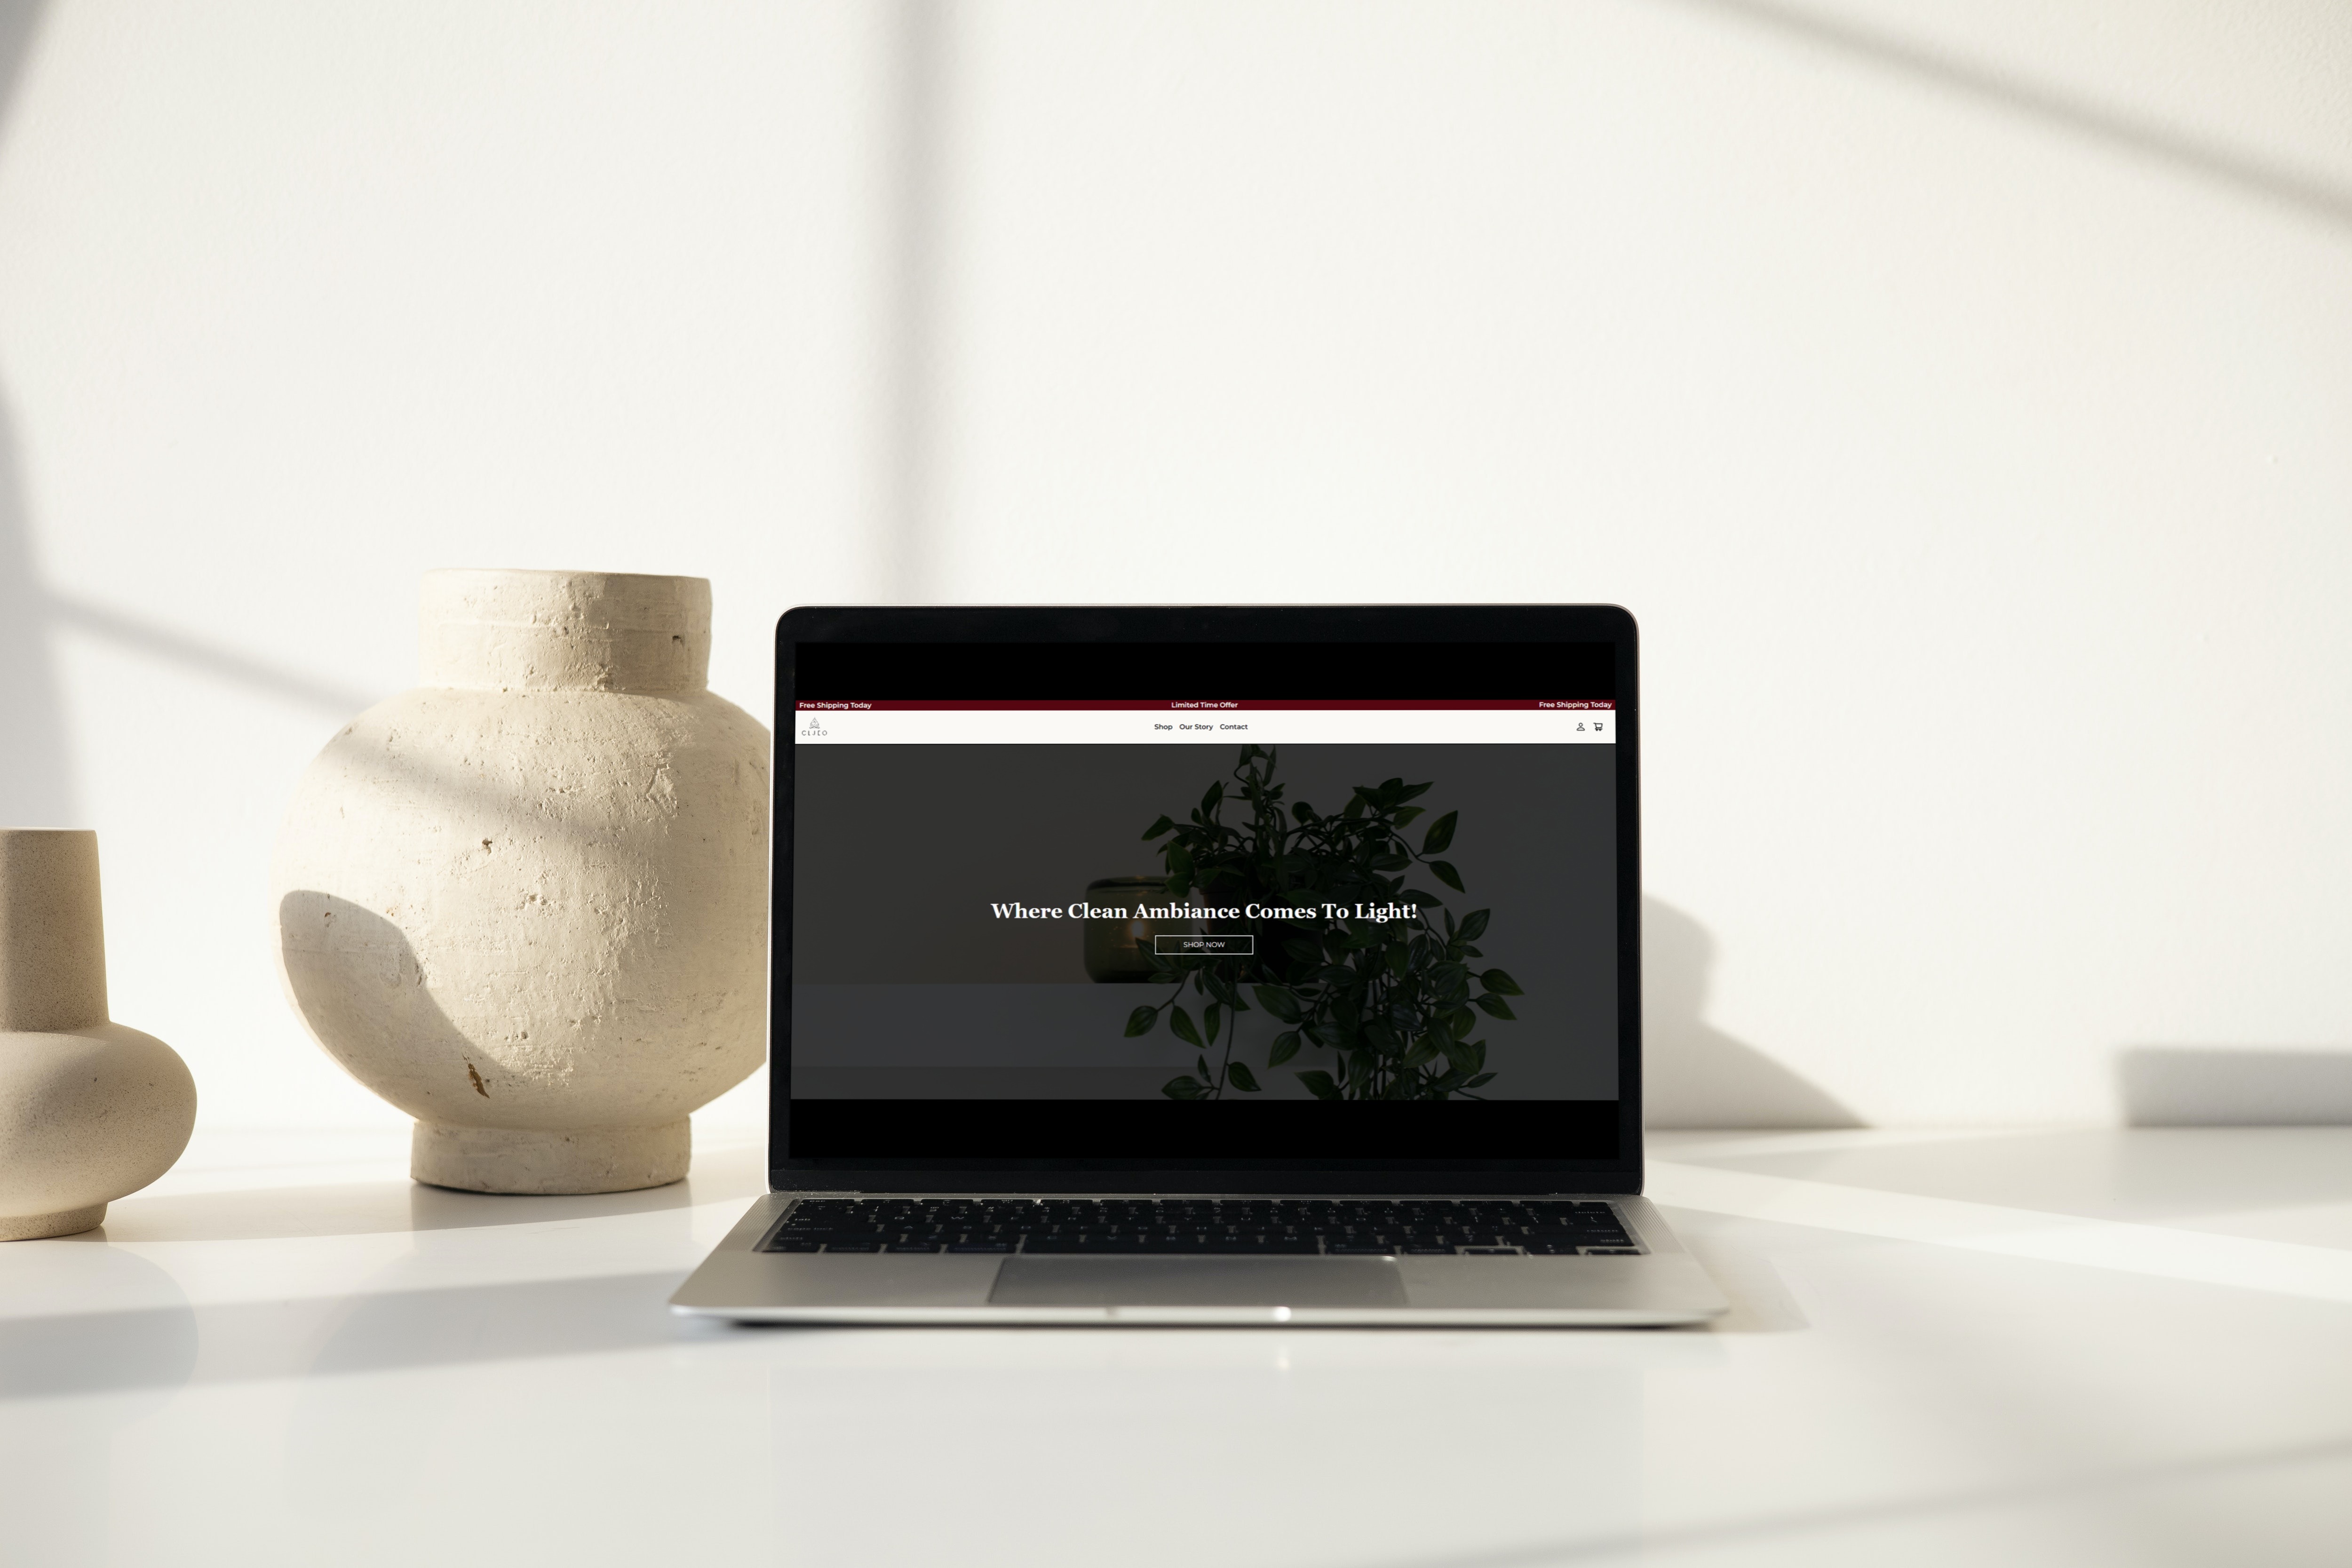 Free Shipping Today Limited Time Offer Free Shipping Today
Shop Our Story Contact
Where Clean Ambiance Comes To Light!
SHOP NOW